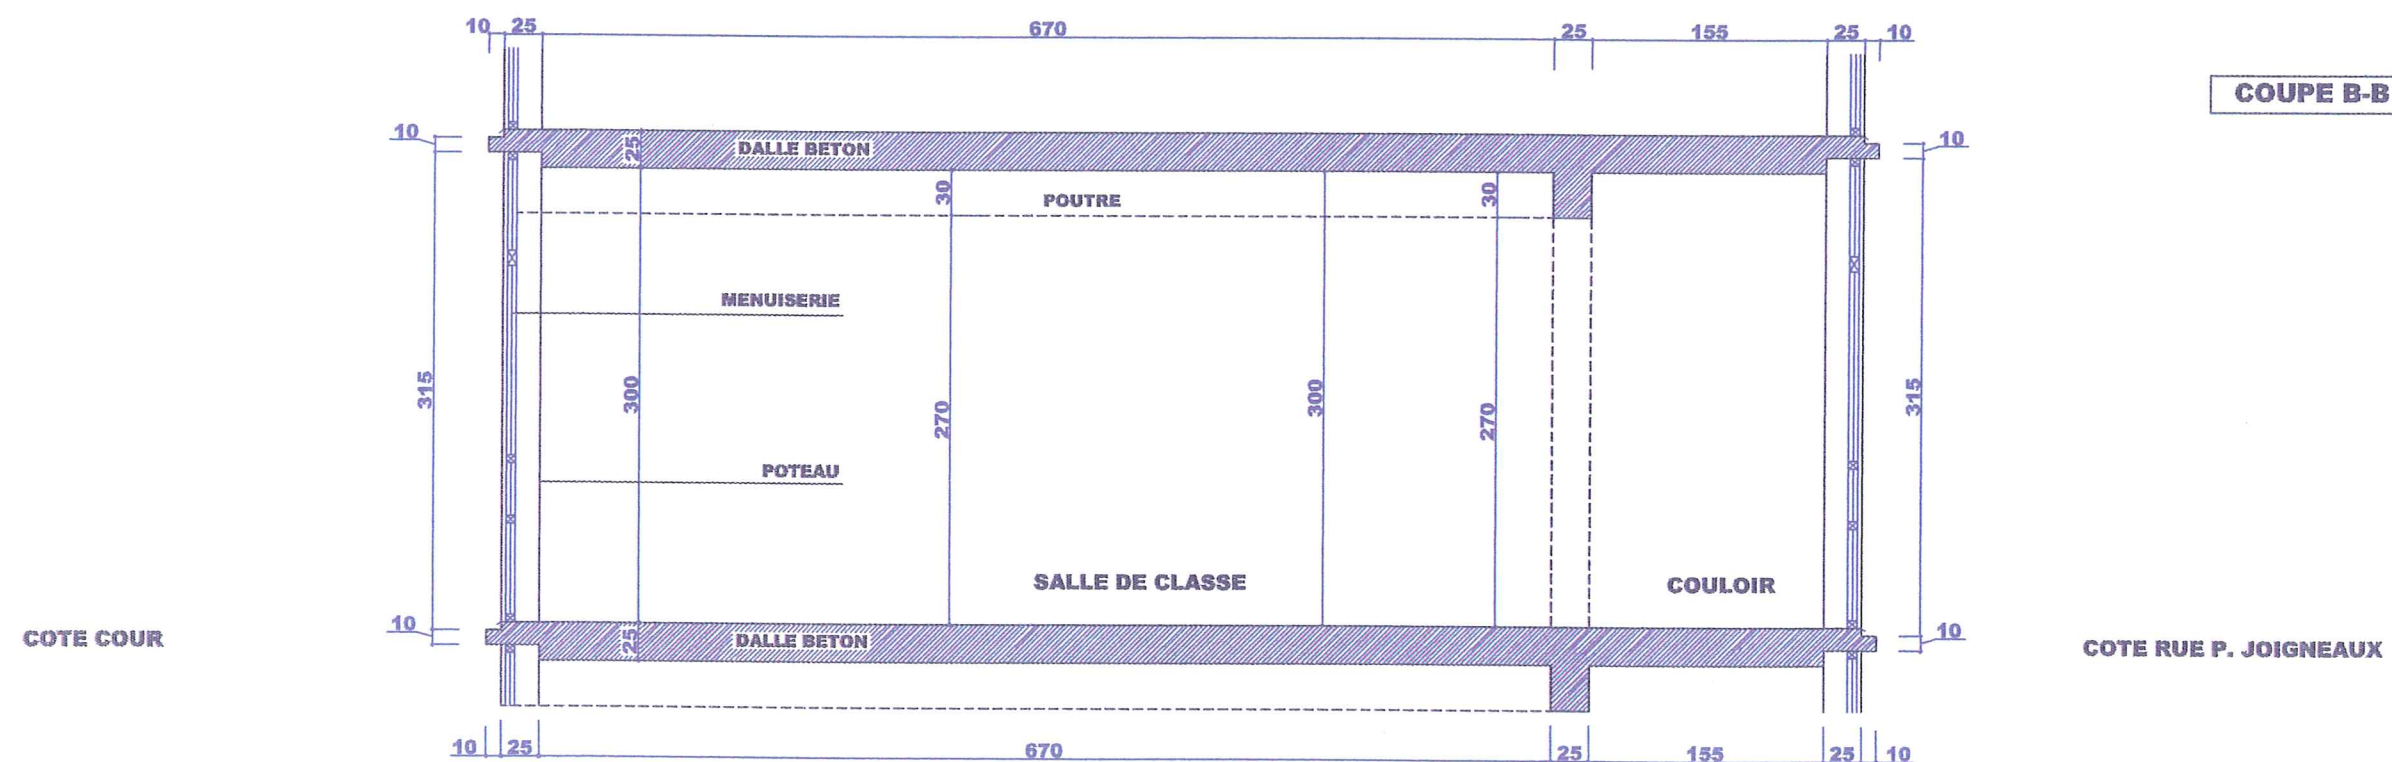 10 25 670 25 155 25 10
COUPE B-B
10 25 DALLE BETON 10
30 30
POUTRE
MENUISERIE
315 300 270 300 270 315
POTEAU
SALLE DE CLASSE COULOIR
10 25 DALLE BETON 10
COTE COUR COTE RUE P. JOIGNEAUX
10 25 670 25 155 25 10